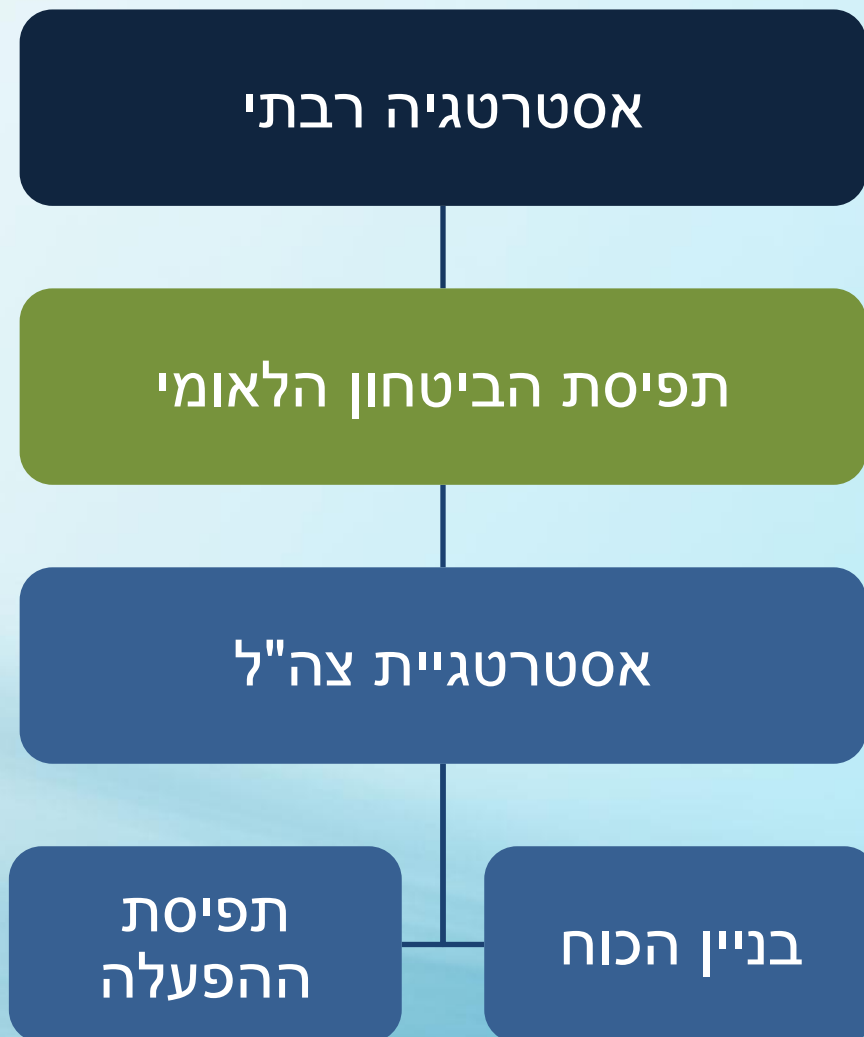 אסטרטגיה רבתי
תפיסת הביטחון הלאומי
אסטרטגיית צה"ל
בניין הכוח
תפיסת
ההפעלה